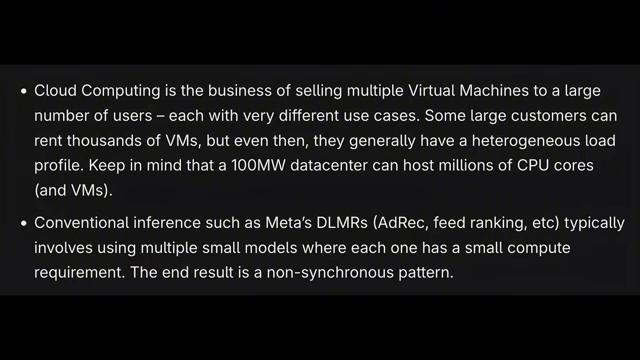 • Cloud Computing is the business of selling multiple Virtual Machines to a large
number of users – each with very different use cases. Some large customers can
rent thousands of VMs, but even then, they generally have a heterogeneous load
profile. Keep in mind that a 100MW datacenter can host millions of CPU cores
(and VMs).
• Conventional inference such as Meta’s DLMRs (AdRec, feed ranking, etc) typically
involves using multiple small models where each one has a small compute
requirement. The end result is a non-synchronous pattern.